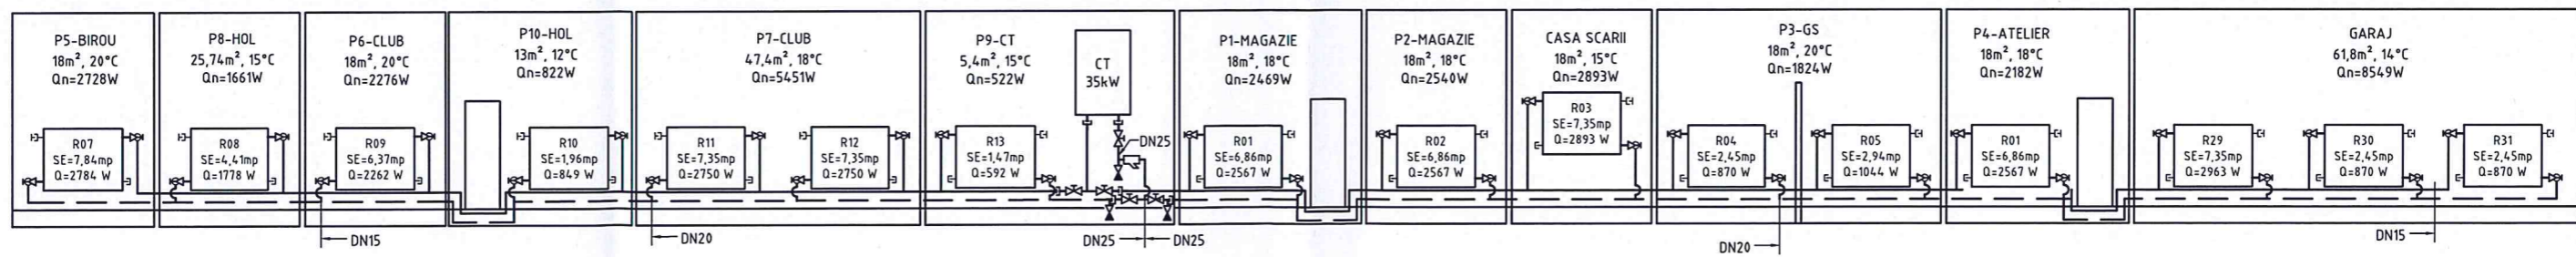 P5-BIROU
18m², 20°C
Qn=2728W
R07
SE=7,84mp
Q=2784 W
P8-HOL
25,74m², 15°C
Qn=1661W
R08
SE=4,41mp
Q=1778 W
P6-CLUB
18m², 20°C
Qn=2276W
R09
SE=6,37mp
Q=2262 W
DN15
P10-HOL
13m², 12°C
Qn=822W
R10
SE=1,96mp
Q=849 W
P7-CLUB
47,4m², 18°C
Qn=5451W
R11
SE=7,35mp
Q=2750 W
R12
SE=7,35mp
Q=2750 W
DN20
P9-CT
5,4m², 15°C
Qn=522W
R13
SE=1,47mp
Q=592 W
CT
35kW
DN25
DN25
DN25
P1-MAGAZIE
18m², 18°C
Qn=2469W
R01
SE=6,86mp
Q=2567 W
P2-MAGAZIE
18m², 18°C
Qn=2540W
R02
SE=6,86mp
Q=2567 W
CASA SCARII
18m², 15°C
Qn=2893W
R03
SE=7,35mp
Q=2893 W
P3-GS
18m², 20°C
Qn=1824W
R04
SE=2,45mp
Q=870 W
R05
SE=2,94mp
Q=1044 W
DN20
P4-ATELIER
18m², 18°C
Qn=2182W
R01
SE=6,86mp
Q=2567 W
GARAJ
61,8m², 14°C
Qn=8549W
R29
SE=7,35mp
Q=2963 W
R30
SE=2,45mp
Q=870 W
R31
SE=2,45mp
Q=870 W
DN15